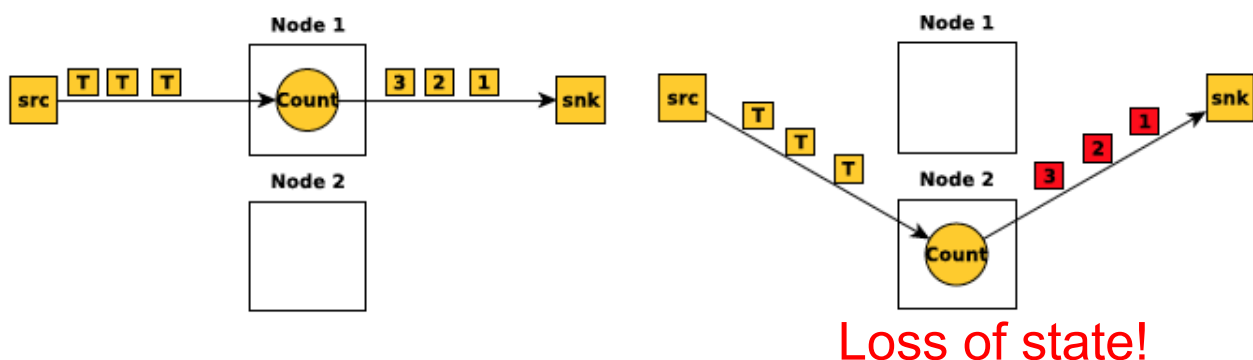 Node 1
src
T T T
Count
3 2 1
snk
Node 2
Node 1
src
T
T
T
Node 2
Count
3
2
1
snk
Loss of state!